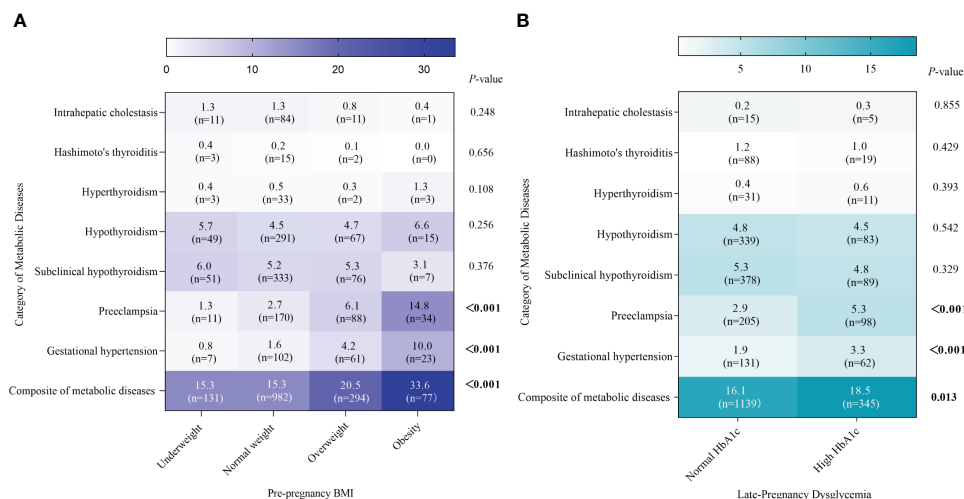 A
0 10 20 30
P-value
Intrahepatic cholestasis 1.3 1.3 0.8 0.4 0.248
(n=11) (n=84) (n=11) (n=1)
Hashimoto's thyroiditis 0.4 0.2 0.1 0.0 0.656
(n=3) (n=15) (n=2) (n=0)
Hyperthyroidism 0.4 0.5 0.3 1.3 0.108
(n=3) (n=33) (n=2) (n=3)
Hypothyroidism 5.7 4.5 4.7 6.6 0.256
(n=49) (n=291) (n=67) (n=15)
Subclinical hypothyroidism 6.0 5.2 5.3 3.1 0.376
(n=51) (n=333) (n=76) (n=7)
Preeclampsia 1.3 2.7 6.1 14.8 <0.001
(n=11) (n=170) (n=88) (n=34)
Gestational hypertension 0.8 1.6 4.2 10.0 <0.001
(n=7) (n=102) (n=61) (n=23)
Composite of metabolic diseases 15.3 15.3 20.5 33.6 <0.001
(n=131) (n=982) (n=294) (n=77)
Category of Metabolic Diseases
Underweight
Normal weight
Overweight
Obesity
Pre-pregnancy BMI
B
5 10 15
P-value
Intrahepatic cholestasis 0.2 0.3 0.855
(n=15) (n=5)
Hashimoto's thyroiditis 1.2 1.0 0.429
(n=88) (n=19)
Hyperthyroidism 0.4 0.6 0.393
(n=31) (n=11)
Hypothyroidism 4.8 4.5 0.542
(n=339) (n=83)
Subclinical hypothyroidism 5.3 4.8 0.329
(n=378) (n=89)
Preeclampsia 2.9 5.3 <0.001
(n=205) (n=98)
Gestational hypertension 1.9 3.3 <0.001
(n=131) (n=62)
Composite of metabolic diseases 16.1 18.5 0.013
(n=1139) (n=345)
Category of Metabolic Diseases
Normal HbA1c
High HbA1c
Late-Pregnancy Dysglycemia